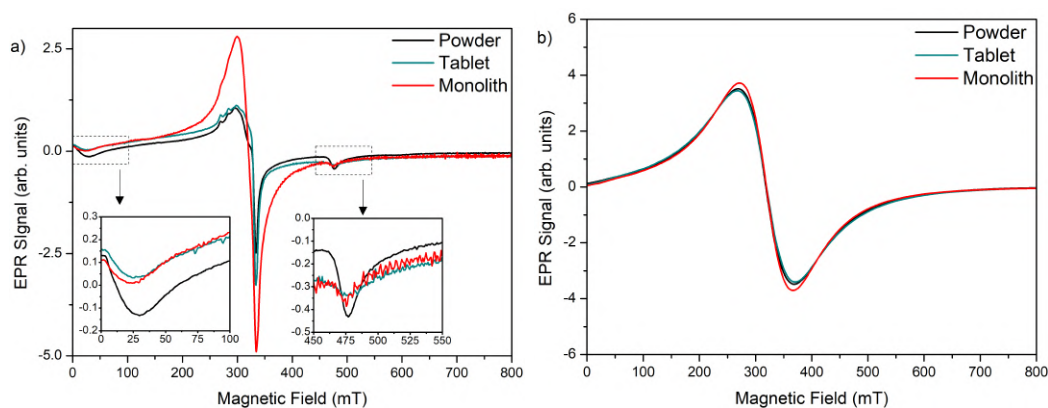 a)
Powder
Tablet
Monolith
EPR SIgnal (arb. units)
2.5
0.0
-2.5
-5.0
0.3
0.2
0.1
0.0
-0.1
-0.2
0 25 50 75 100
0.0
-0.1
-0.2
-0.3
-0.4
-0.5
450 475 500 525 550
0 100 200 300 400 500 600 700 800
Magnetic Field (mT)
b)
Powder
Tablet
Monolith
EPR Signal (arb. units)
6
4
2
0
-2
-4
-6
0 100 200 300 400 500 600 700 800
Magnetic Field (mT)